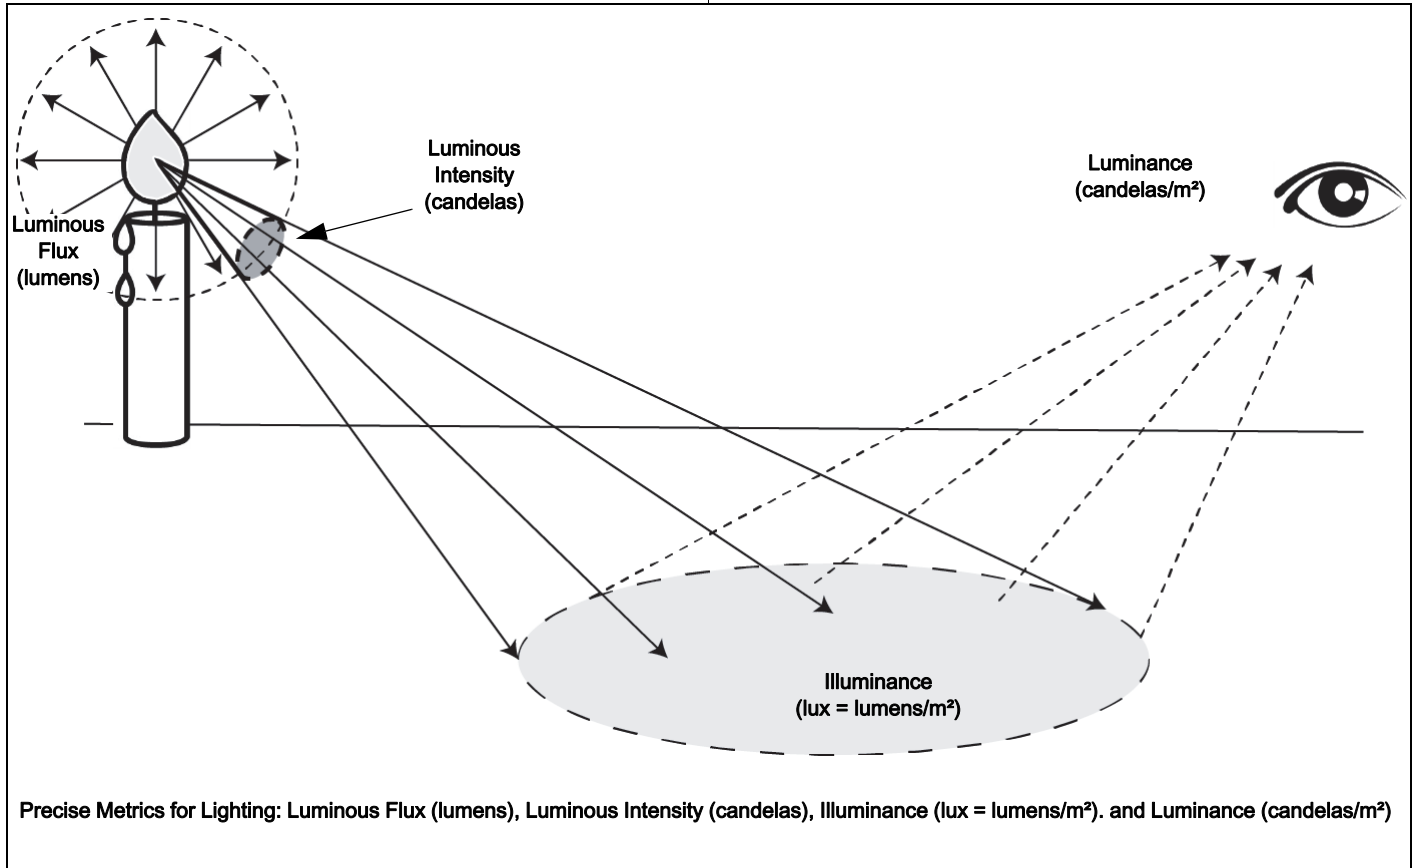 Luminous
Intensity
(candelas)
Luminance
(candelas/m²)
Luminous
Flux
(lumens)
Illuminance
(lux = lumens/m²)
Precise Metrics for Lighting: Luminous Flux (lumens), Luminous Intensity (candelas), Illuminance (lux = lumens/m²). and Luminance (candelas/m²)